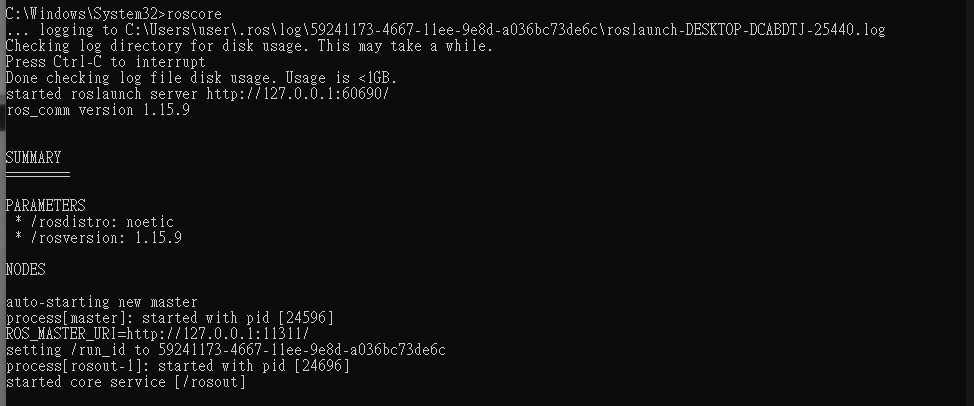 C:\Windows\System32>roscore
... logging to C:\Users\user\.ros\log\59241173-4667-11ee-9e8d-a036bc73de6c\roslaunch-DESKTOP-DCABDTJ-25440.log
Checking log directory for disk usage. This may take a while.
Press Ctrl-C to interrupt
Done checking log file disk usage. Usage is <1GB.
started roslaunch server http://127.0.0.1:60690/
ros_comm version 1.15.9
SUMMARY
========
PARAMETERS
* /rosdistro: noetic
* /rosversion: 1.15.9
NODES
auto-starting new master
process[master]: started with pid [24596]
ROS_MASTER_URI=http://127.0.0.1:11311/
setting /run_id to 59241173-4667-11ee-9e8d-a036bc73de6c
process[rosout-1]: started with pid [24696]
started core service [/rosout]